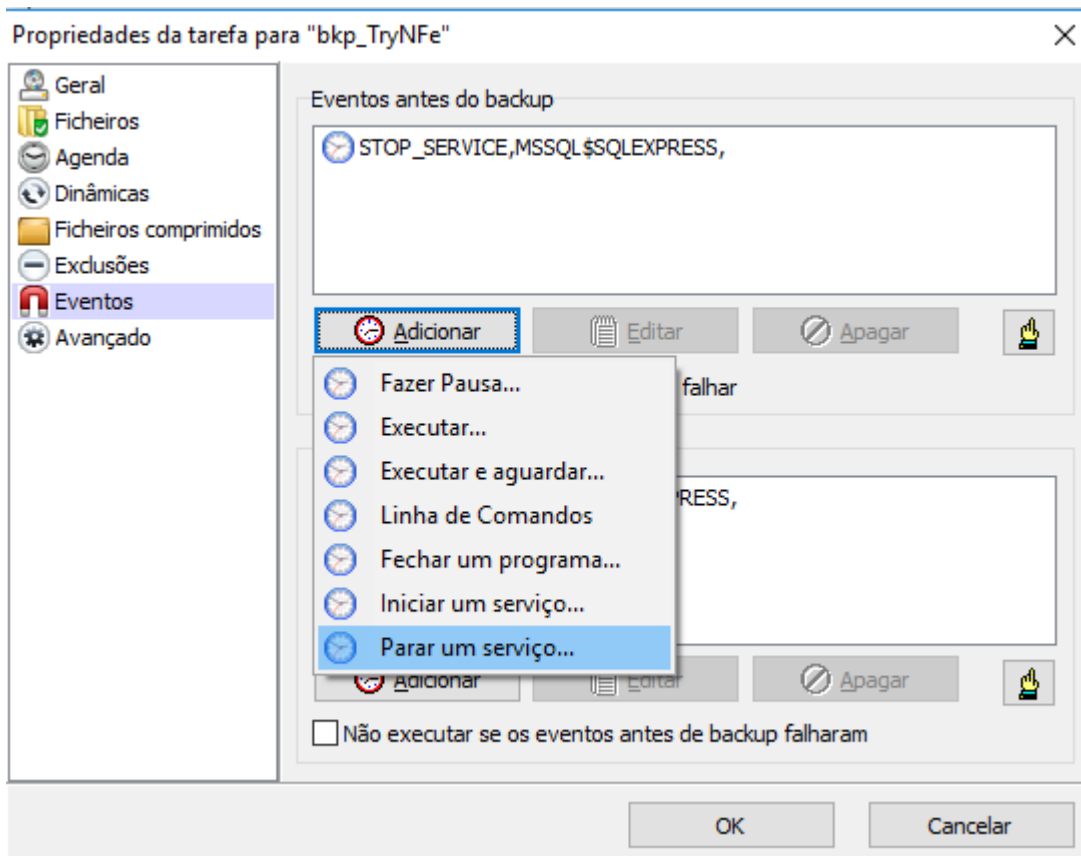 Propriedades da tarefa para "bkp_TryNFe"
Geral
Ficheiros
Agenda
Dinâmicas
Ficheiros comprimidos
Exclusões
Eventos
Avançado
Eventos antes do backup
STOP_SERVICE,MSSQL$SQLEXPRESS,
Adicionar Editar Apagar
Fazer Pausa...
falhar
Executar...
Executar e aguardar...
RESS,
Linha de Comandos
Fechar um programa...
Iniciar um serviço...
Parar um serviço...
Adicionar Editar Apagar
Não executar se os eventos antes de backup falharam
OK Cancelar